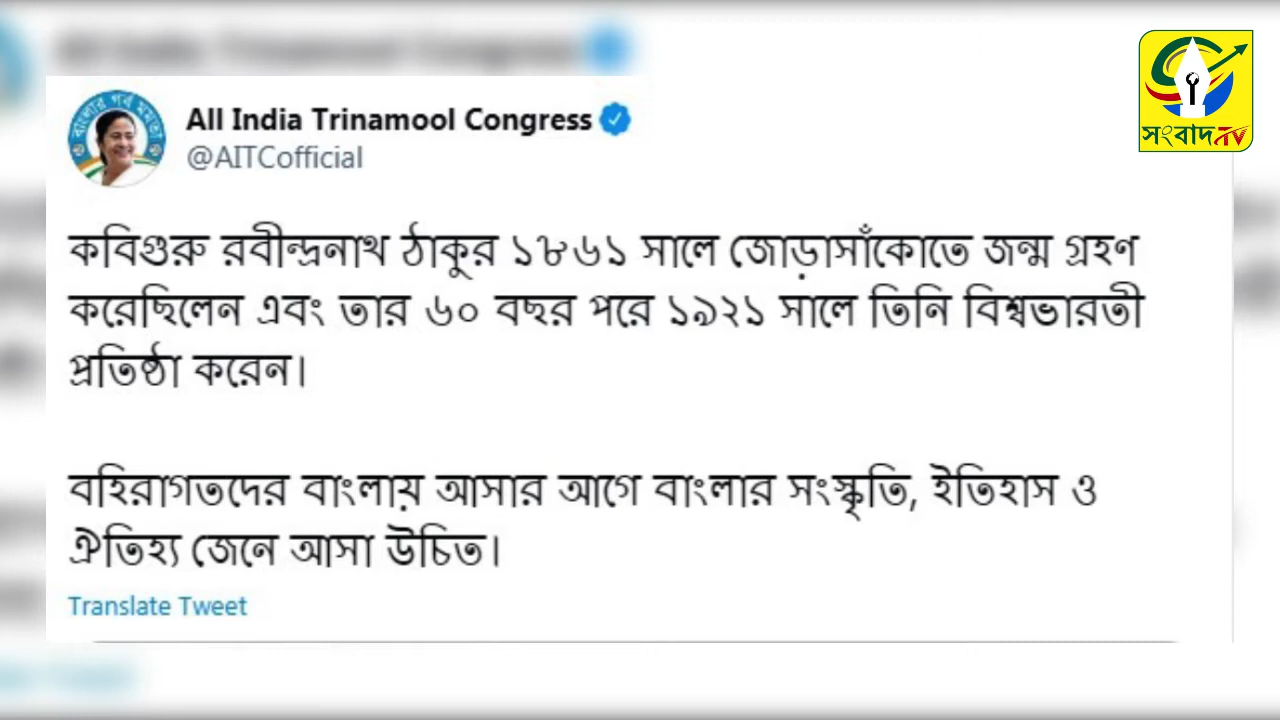 All India Trinamool Congress
@AITCofficial
সংবাদ TV
কবিগুরু রবীন্দ্রনাথ ঠাকুর ১৮৬১ সালে জোড়াসাঁকোতে জন্ম গ্রহণ
করেছিলেন এবং তার ৬০ বছর পরে ১৯২১ সালে তিনি বিশ্বভারতী
প্রতিষ্ঠা করেন।
বহিরাগতদের বাংলায় আসার আগে বাংলার সংস্কৃতি, ইতিহাস ও
ঐতিহ্য জেনে আসা উচিত।
Translate Tweet